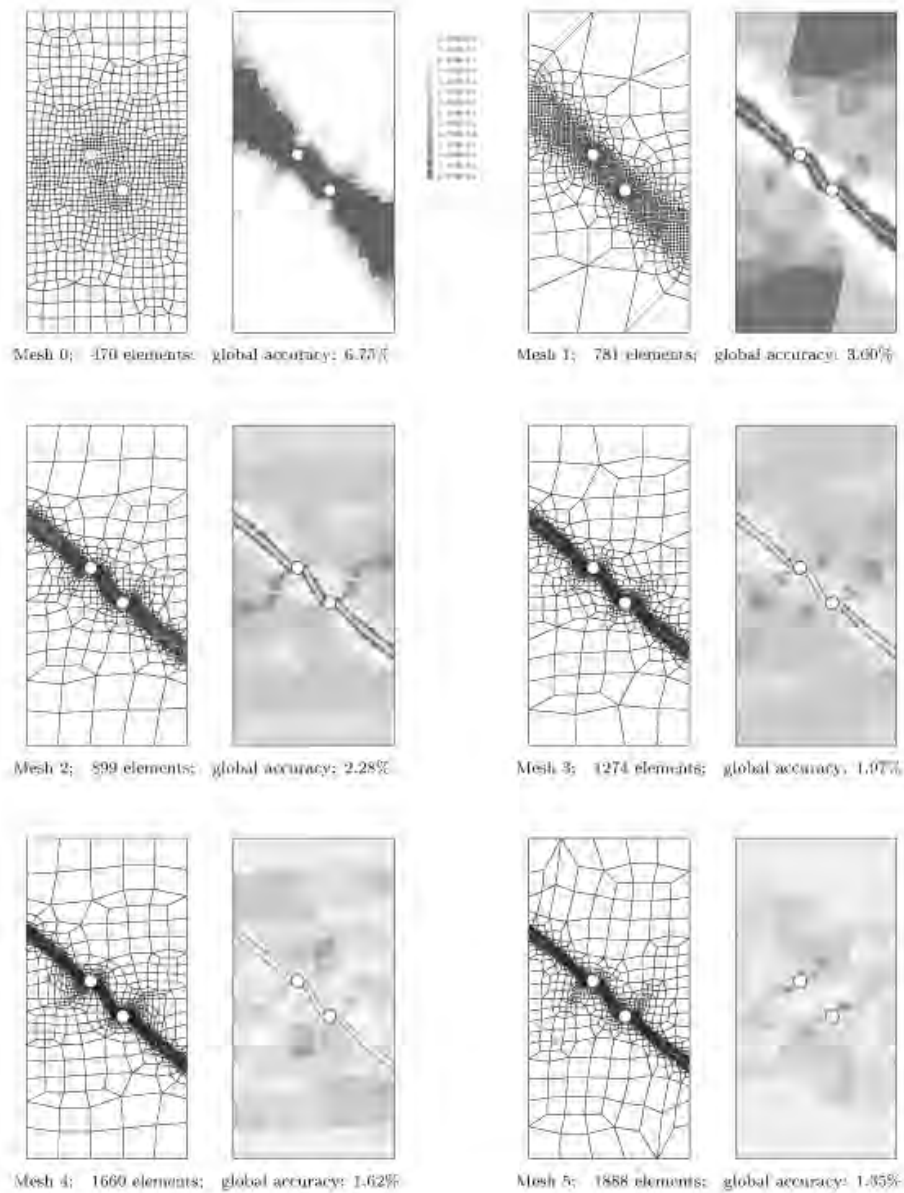 Mesh 0; 470 elements; global accuracy: 6.75%
Mesh 1; 781 elements; global accuracy: 3.60%
Mesh 2; 899 elements; global accuracy: 2.28%
Mesh 3; 1274 elements; global accuracy: 1.97%
Mesh 4; 1660 elements; global accuracy: 1.62%
Mesh 5; 1888 elements; global accuracy: 1.35%